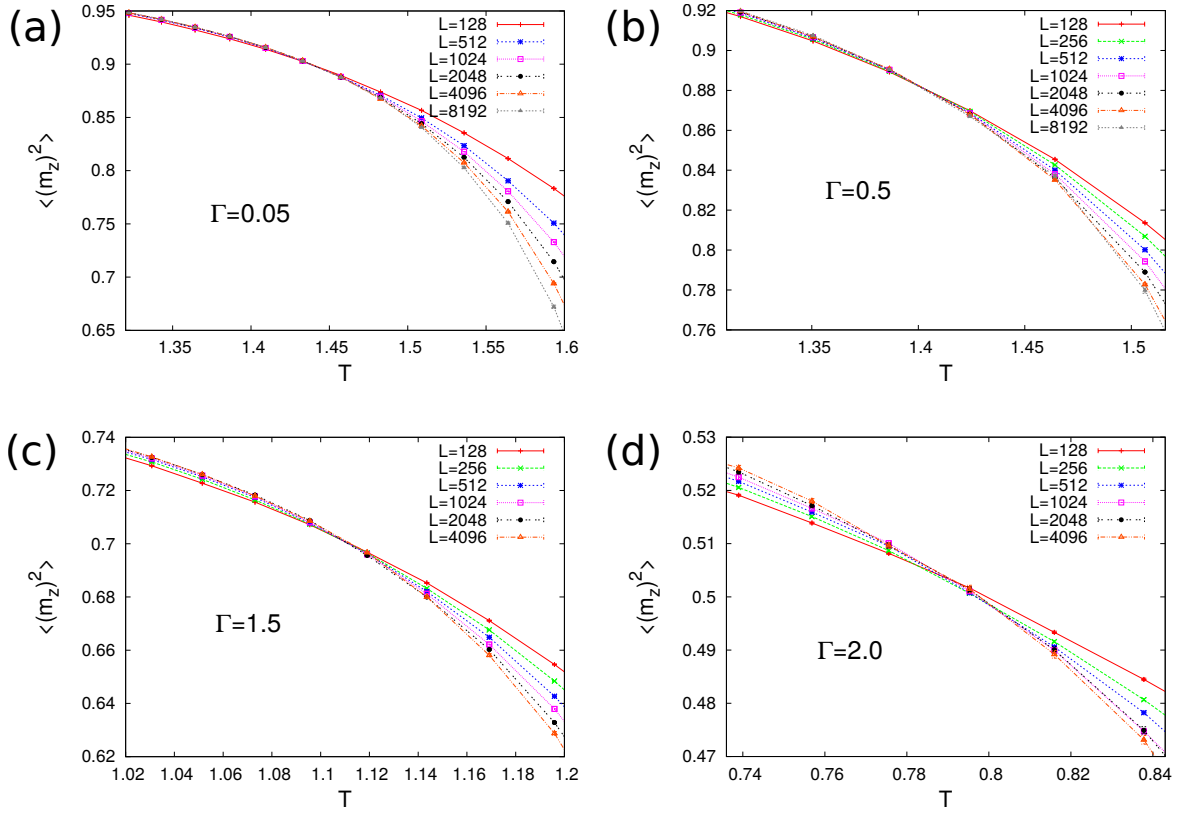 (a)
<(m_z)^2>
0.95
0.9
0.85
0.8
0.75
0.7
0.65
L=128
L=512
L=1024
L=2048
L=4096
L=8192
Γ=0.05
1.35 1.4 1.45 1.5 1.55 1.6
T
(b)
<(m_z)^2>
0.92
0.9
0.88
0.86
0.84
0.82
0.8
0.78
0.76
L=128
L=256
L=512
L=1024
L=2048
L=4096
L=8192
Γ=0.5
1.35 1.4 1.45 1.5
T
(c)
<(m_z)^2>
0.74
0.72
0.7
0.68
0.66
0.64
0.62
L=128
L=256
L=512
L=1024
L=2048
L=4096
Γ=1.5
1.02 1.04 1.06 1.08 1.1 1.12 1.14 1.16 1.18 1.2
T
(d)
<(m_z)^2>
0.53
0.52
0.51
0.5
0.49
0.48
0.47
L=128
L=256
L=512
L=1024
L=2048
L=4096
Γ=2.0
0.74 0.76 0.78 0.8 0.82 0.84
T